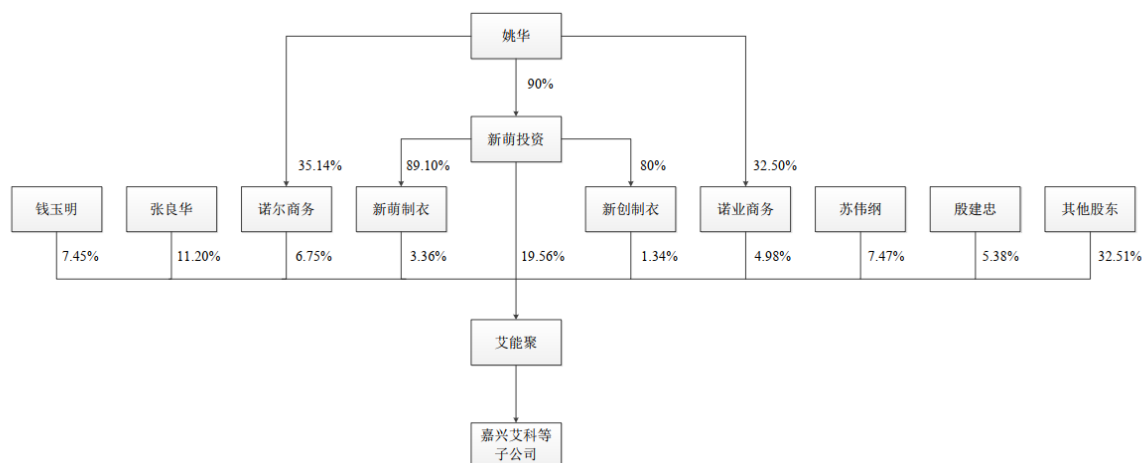 姚华
90%
新萌投资
35.14%
89.10%
80%
32.50%
钱玉明
张良华
诺尔商务
新萌制衣
新创制衣
诺业商务
苏伟纲
殷建忠
其他股东
7.45%
11.20%
6.75%
3.36%
19.56%
1.34%
4.98%
7.47%
5.38%
32.51%
艾能聚
嘉兴艾科等
子公司